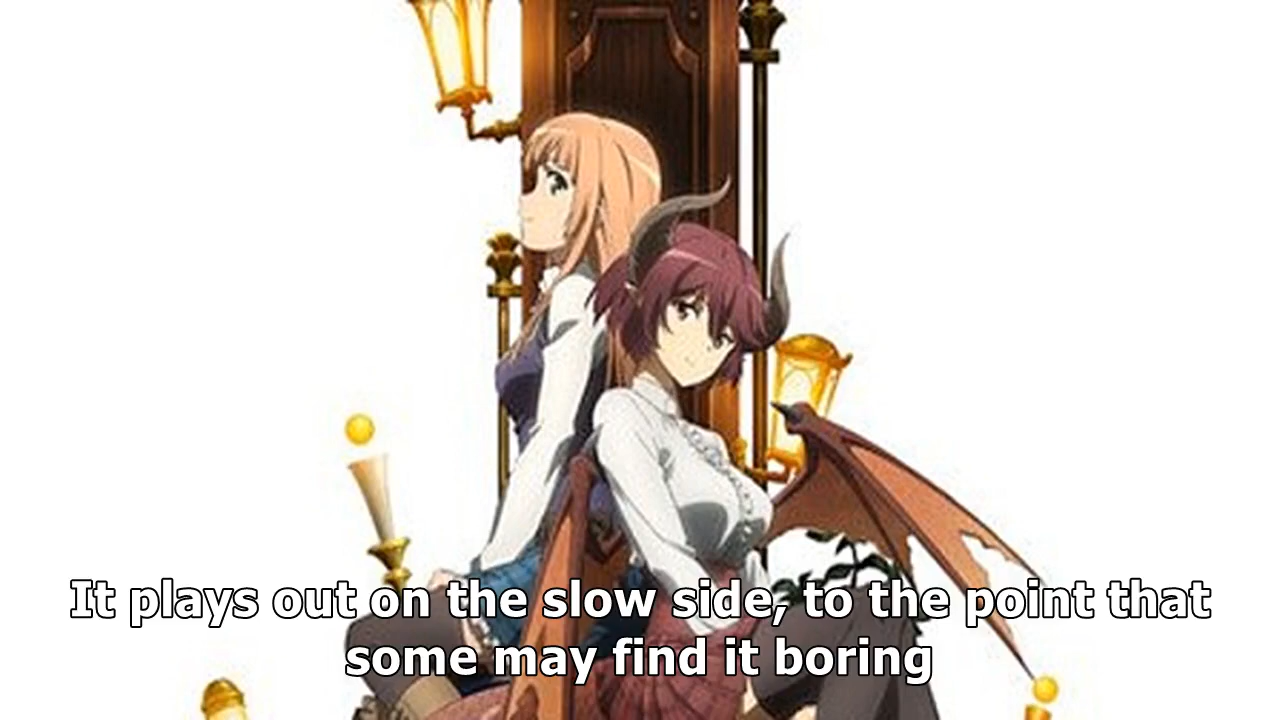 It plays out on the slow side, to the point that
some may find it boring